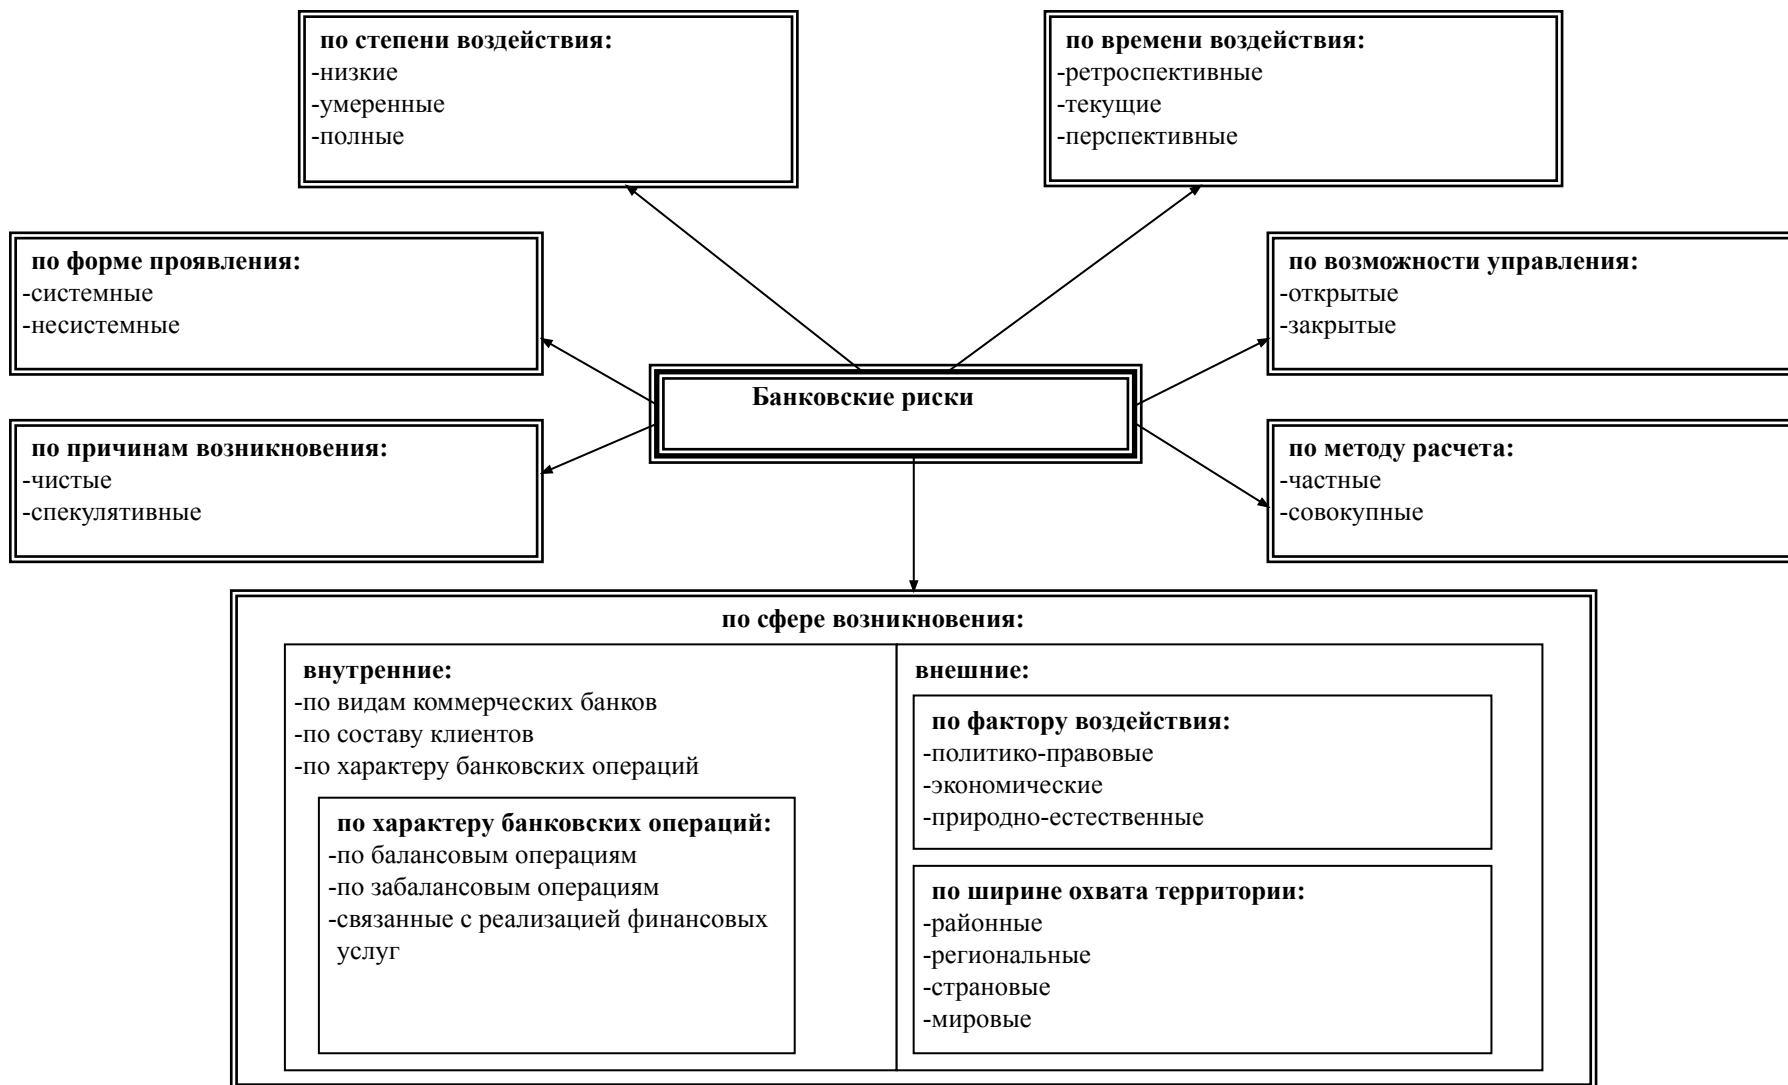 по степени воздействия:
-низкие
-умеренные
-полные
по времени воздействия:
-ретроспективные
-текущие
-перспективные
по форме проявления:
-системные
-несистемные
по возможности управления:
-открытые
-закрытые
Банковские риски
по причинам возникновения:
-чистые
-спекулятивные
по методу расчета:
-частные
-совокупные
по сфере возникновения:
внутренние:
-по видам коммерческих банков
-по составу клиентов
-по характеру банковских операций
по характеру банковских операций:
-по балансовым операциям
-по забалансовым операциям
-связанные с реализацией финансовых
услуг
внешние:
по фактору воздействия:
-политико-правовые
-экономические
-природно-естественные
по ширине охвата территории:
-районные
-региональные
-страновые
-мировые